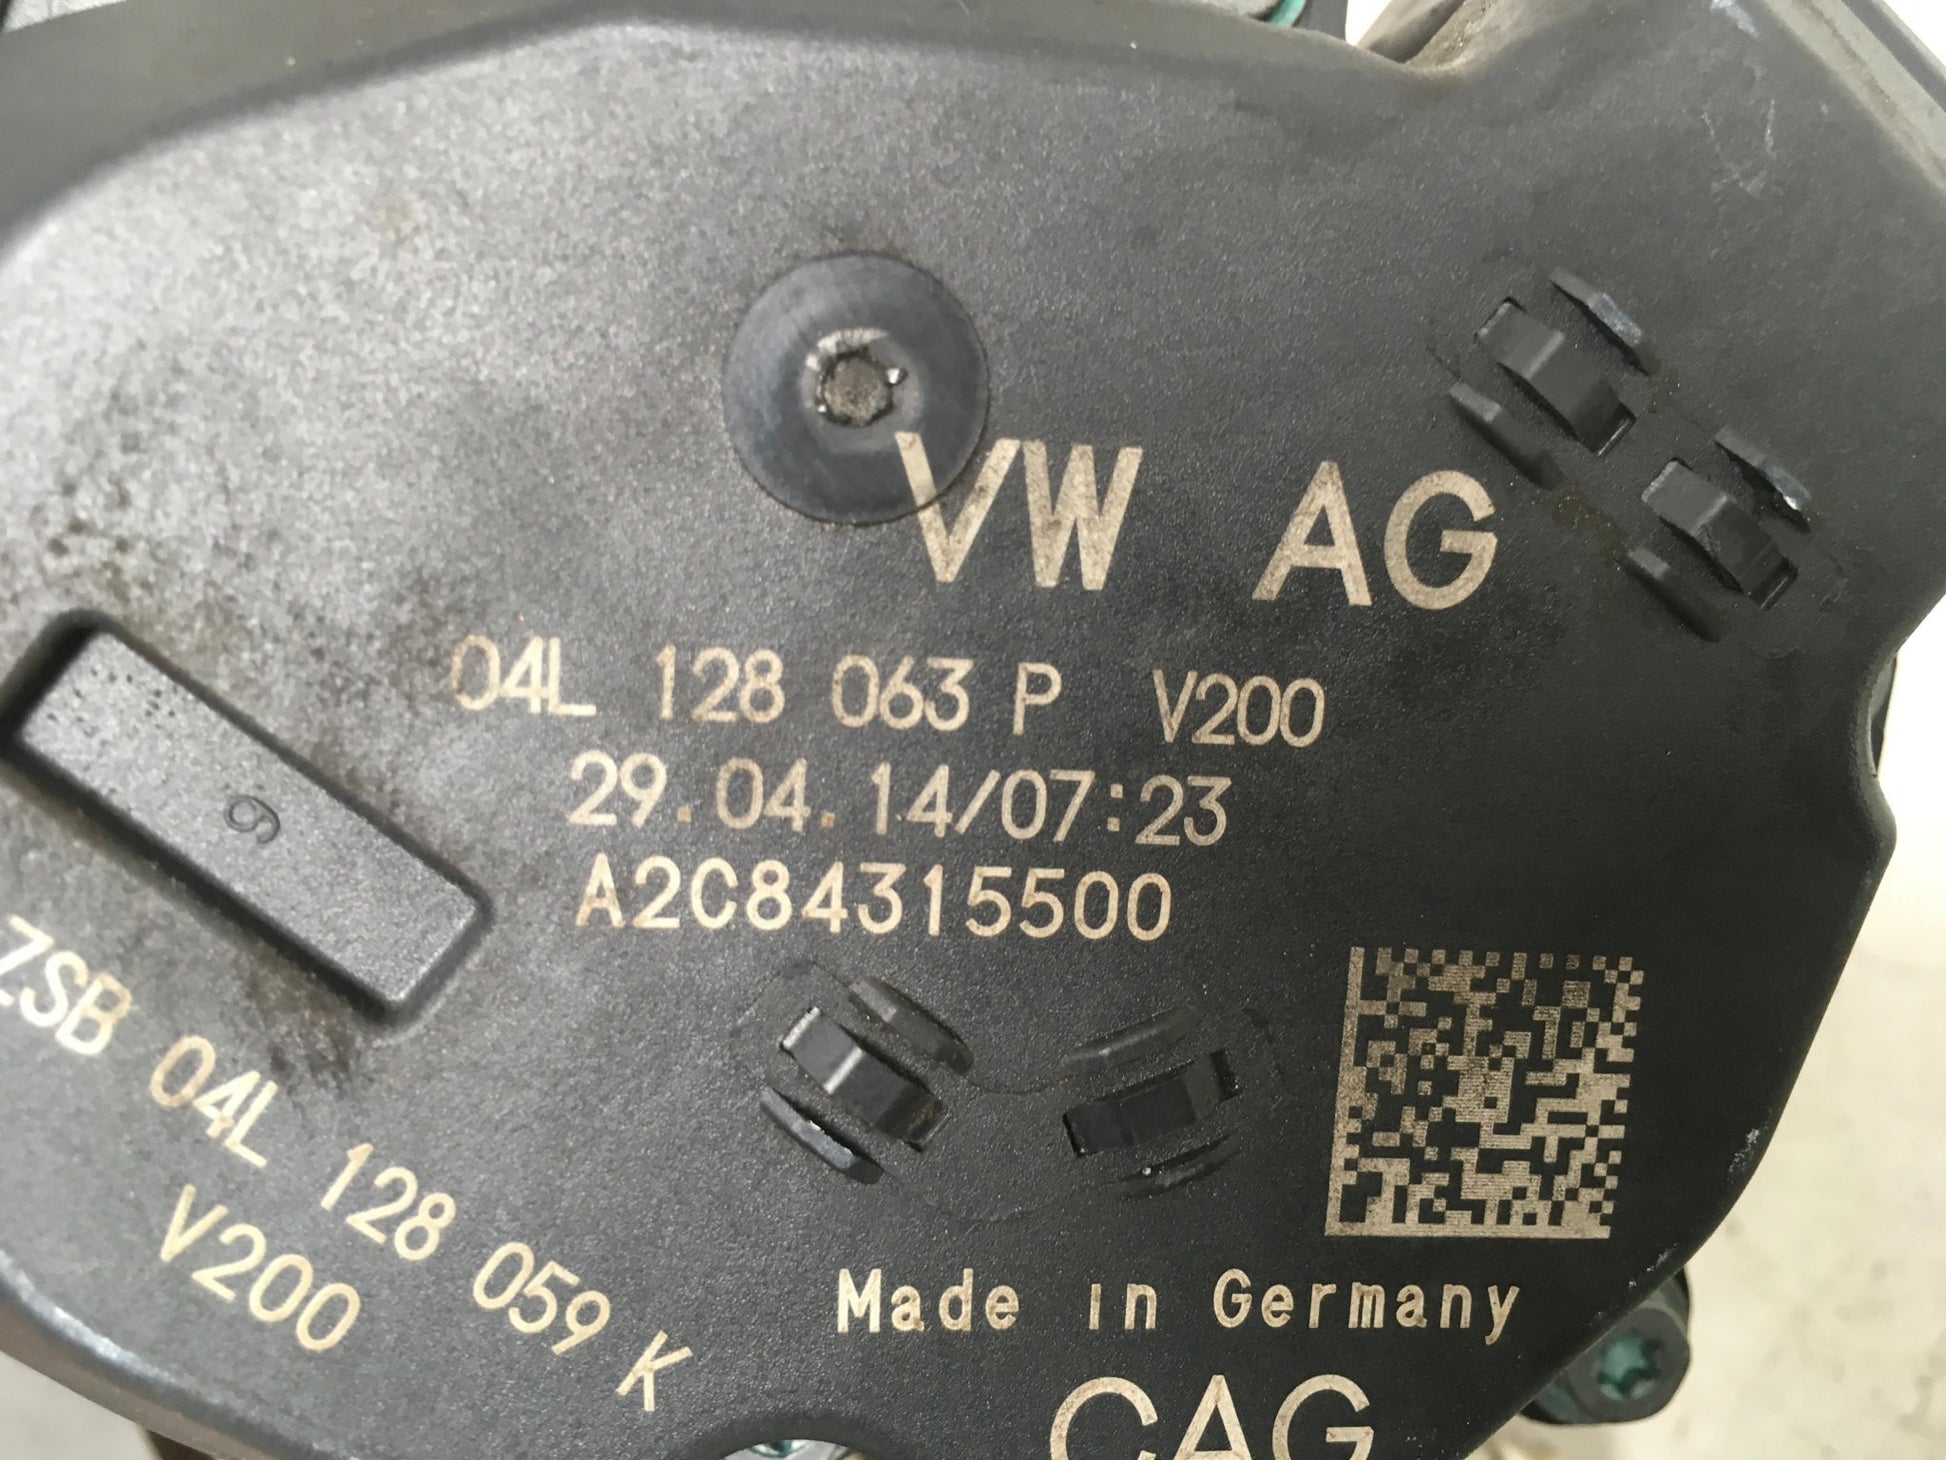 VW AG
04L 128 063 P V200
29.04.14/07:23
A2C84315500
9
ZSB 04L 128 059 K
V200
Made in Germany
CAG